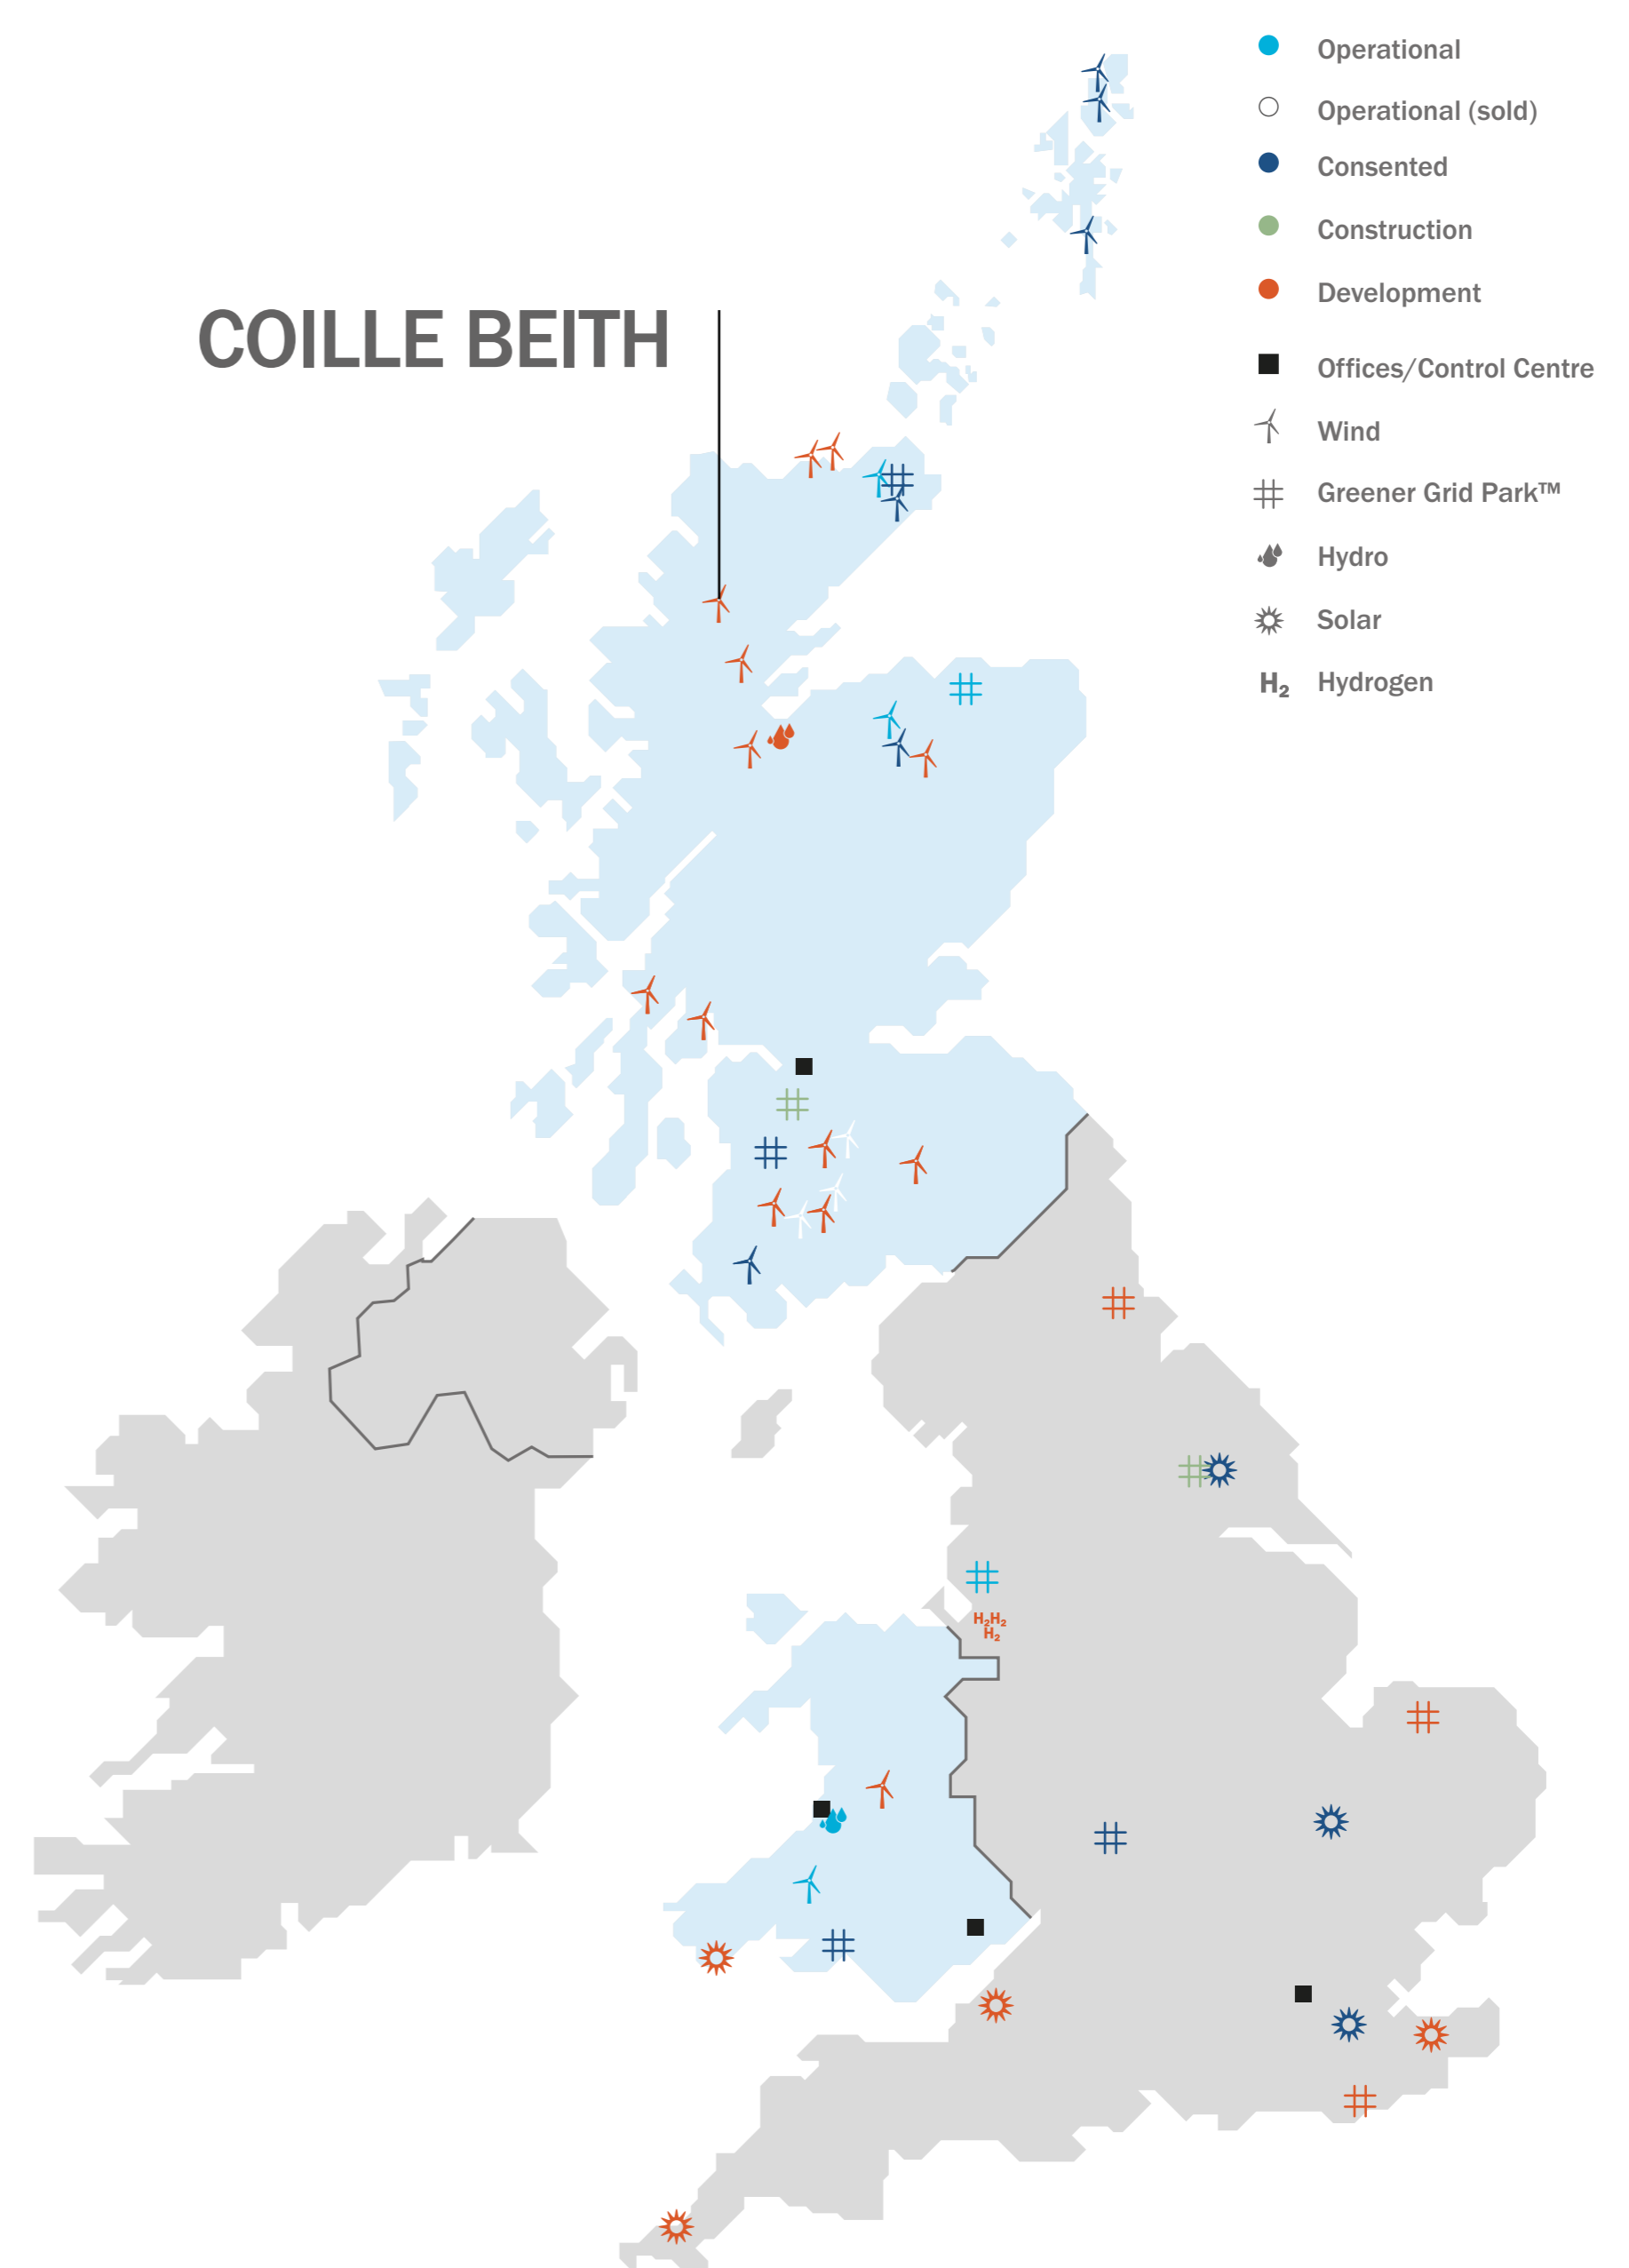 Operational
Operational (sold)
Consented
Construction
COILLE BEITH
Development
Offices/Control Centre
Wind
Greener Grid Park™
Hydro
Solar
H₂ Hydrogen
H₂H₂
H₂